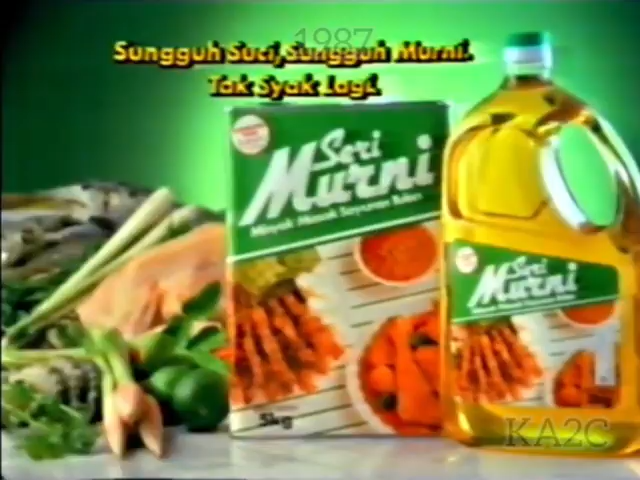 1987
Sungguh Suci, Sungguh Murni.
Tak Syak Lagi.
Seri
Murni
Minyak Masak Sayuran Tulen
5kg
Seri
Murni
KA2C